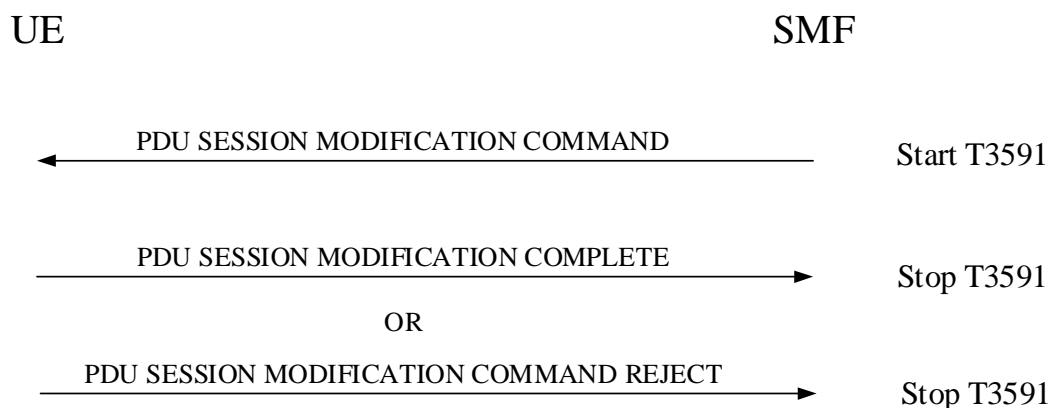 UE SMF
PDU SESSION MODIFICATION COMMAND Start T3591
PDU SESSION MODIFICATION COMPLETE Stop T3591
OR
PDU SESSION MODIFICATION COMMAND REJECT Stop T3591